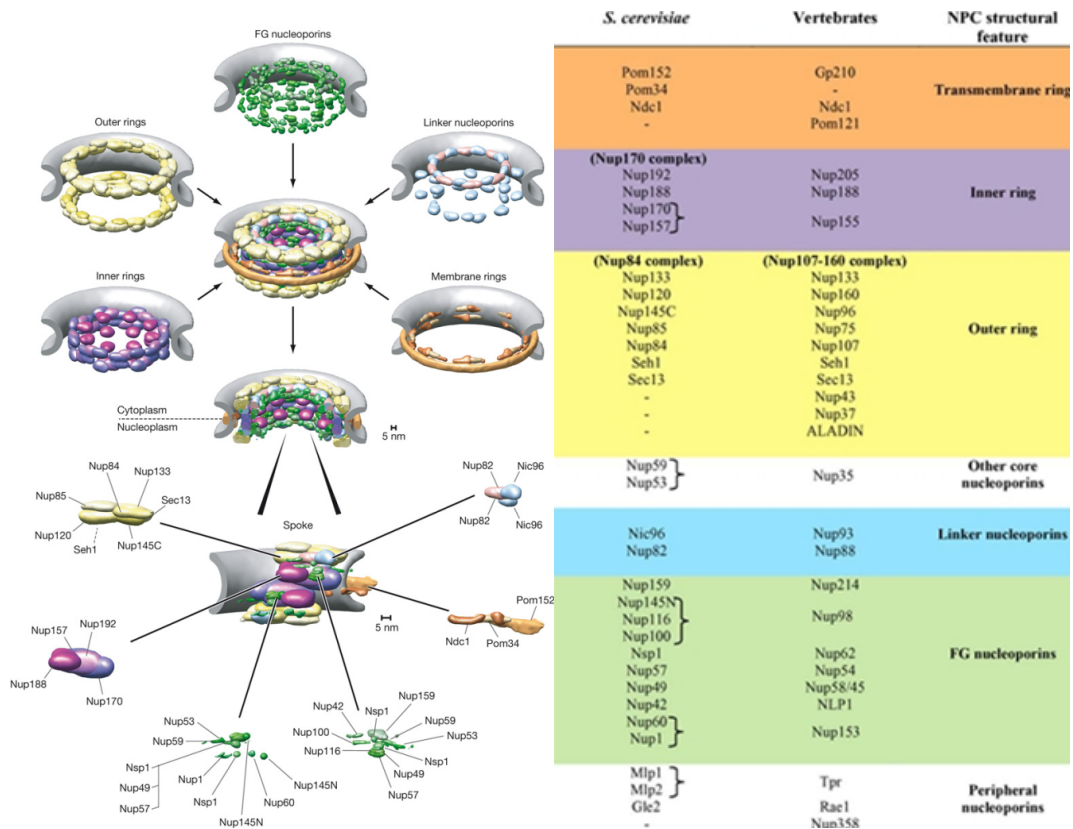 FG nucleoporins
Outer rings
Linker nucleoporins
Inner rings
Membrane rings
Cytoplasm
Nucleoplasm
5 nm
Nup84
Nup133
Nup85
Sec13
Nup120
Seh1
Nup145C
Nup82
Nic96
Nup82
Nic96
Spoke
5 nm
Pom152
Ndc1
Pom34
Nup192
Nup157
Nup188
Nup170
Nup53
Nup59
Nsp1
Nup49
Nup57
Nup1
Nsp1
Nup145N
Nup60
Nup145N
Nup159
Nup42
Nsp1
Nup59
Nup100
Nup53
Nup116
Nsp1
Nup49
Nup57
S. cerevisiae Vertebrates NPC structural
feature
Pom152 Gp210
Pom34 - Transmembrane ring
Ndc1 Ndc1
- Pom121
(Nup170 complex)
Nup192 Nup205
Nup188 Nup188 Inner ring
Nup170
Nup157 } Nup155
(Nup84 complex) (Nup107-160 complex)
Nup133 Nup133
Nup120 Nup160
Nup145C Nup96
Nup85 Nup75 Outer ring
Nup84 Nup107
Seh1 Seh1
Sec13 Sec13
- Nup43
- Nup37
- ALADIN
Nup59
Nup53 } Nup35 Other core
nucleoporins
Nic96 Nup93 Linker nucleoporins
Nup82 Nup88
Nup159 Nup214
Nup145N
Nup116 } Nup98
Nup100
Nsp1 Nup62 FG nucleoporins
Nup57 Nup54
Nup49 Nup58/45
Nup42 NLP1
Nup60
Nup1 } Nup153
Mlp1
Mlp2 } Tpr Peripheral
Gle2 Rae1 nucleoporins
- Nup358